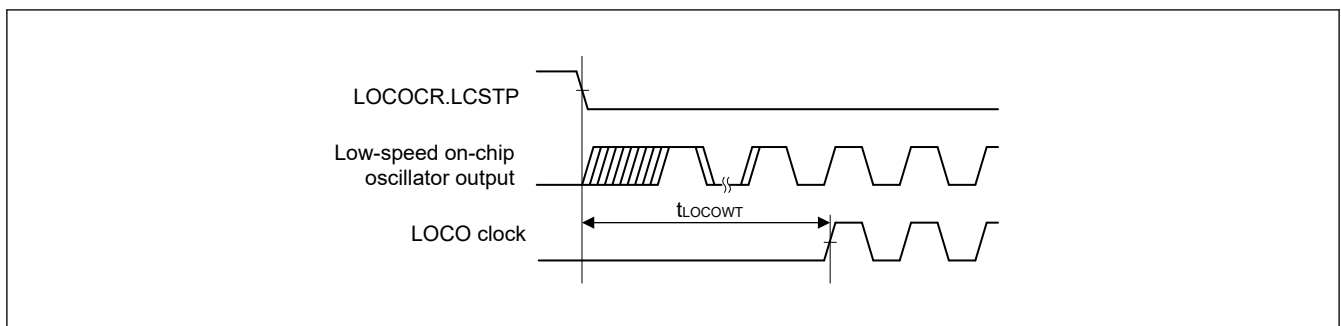 LOCOCR.LCSTP
Low-speed on-chip
oscillator output
tLOCOWT
LOCO clock